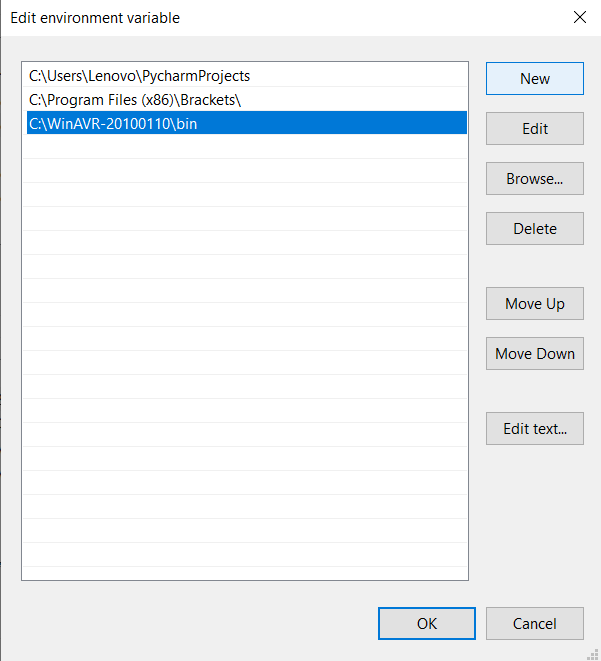 Edit environment variable
C:\Users\Lenovo\PycharmProjects
C:\Program Files (x86)\Brackets\
C:\WinAVR-20100110\bin
New
Edit
Browse...
Delete
Move Up
Move Down
Edit text...
OK
Cancel